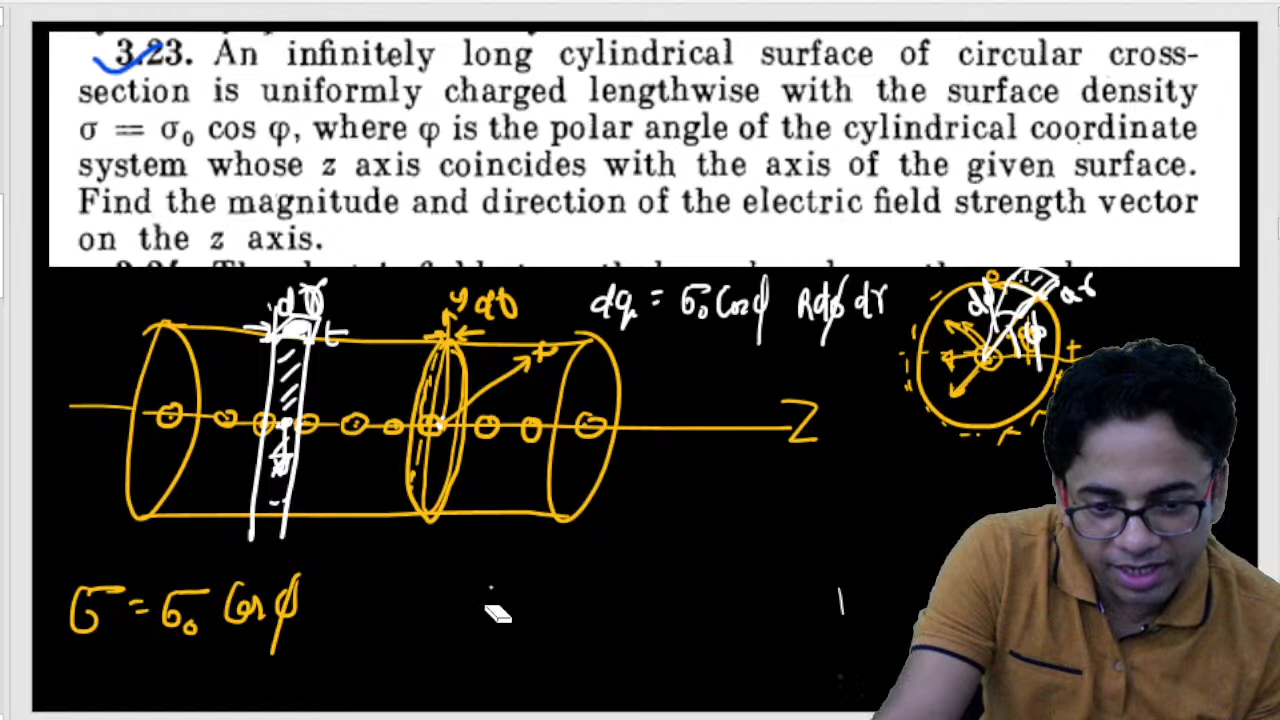 3.23. An infinitely long cylindrical surface of circular cross-
section is uniformly charged lengthwise with the surface density
σ = σ₀ cos φ, where φ is the polar angle of the cylindrical coordinate
system whose z axis coincides with the axis of the given surface.
Find the magnitude and direction of the electric field strength vector
on the z axis.
dq = σ₀ Cosφ Rdφ dr
dφ
φ
+
y
Z
σ = σ₀ Cos φ